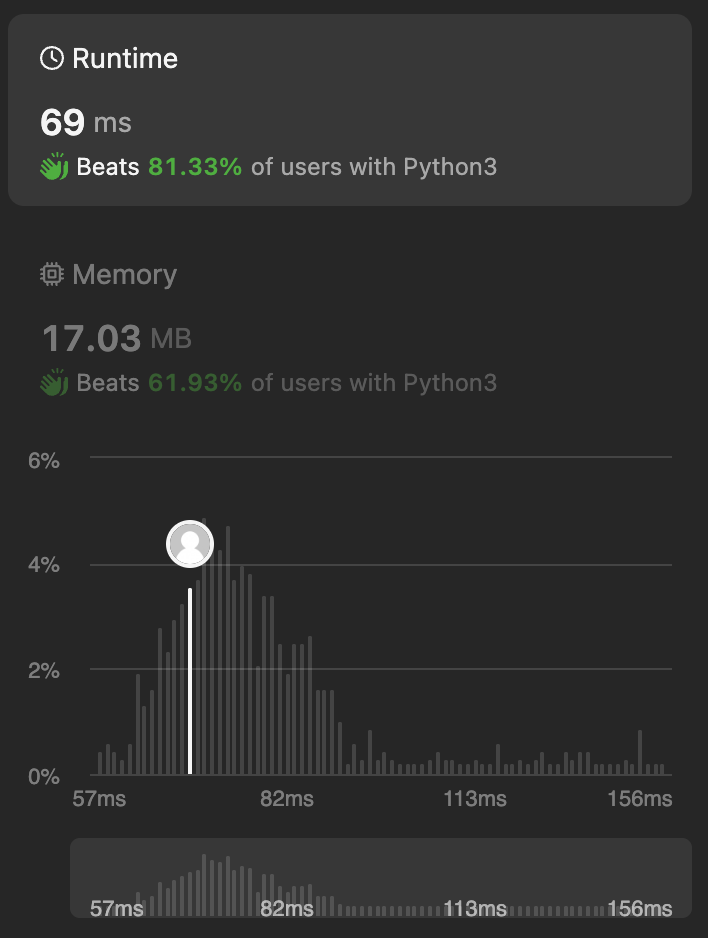 Runtime
69 ms
Beats 81.33% of users with Python3
Memory
17.03 MB
Beats 61.93% of users with Python3
6%
4%
2%
0%
57ms 82ms 113ms 156ms
57ms 82ms 113ms 156ms